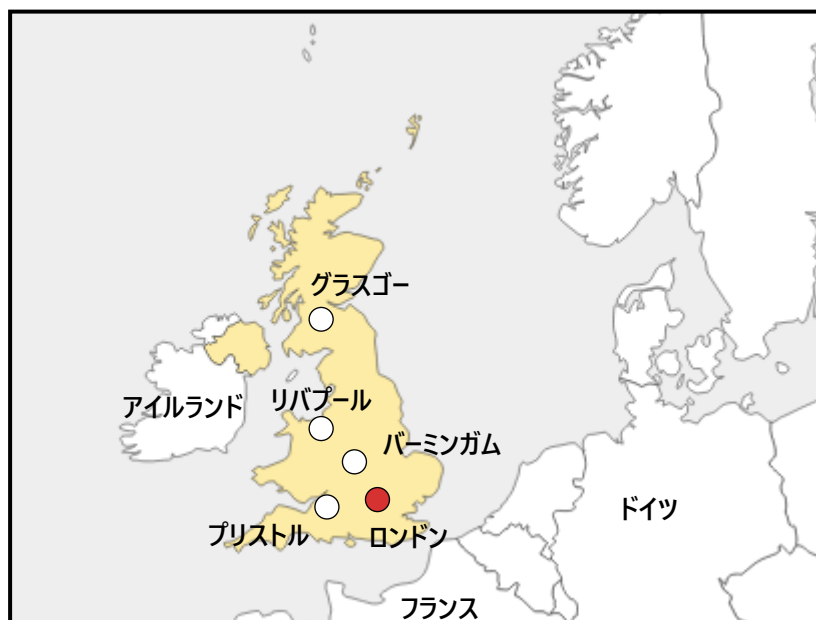 グラスゴー
アイルランド
リバプール
バーミンガム
プリストル
ロンドン
ドイツ
フランス